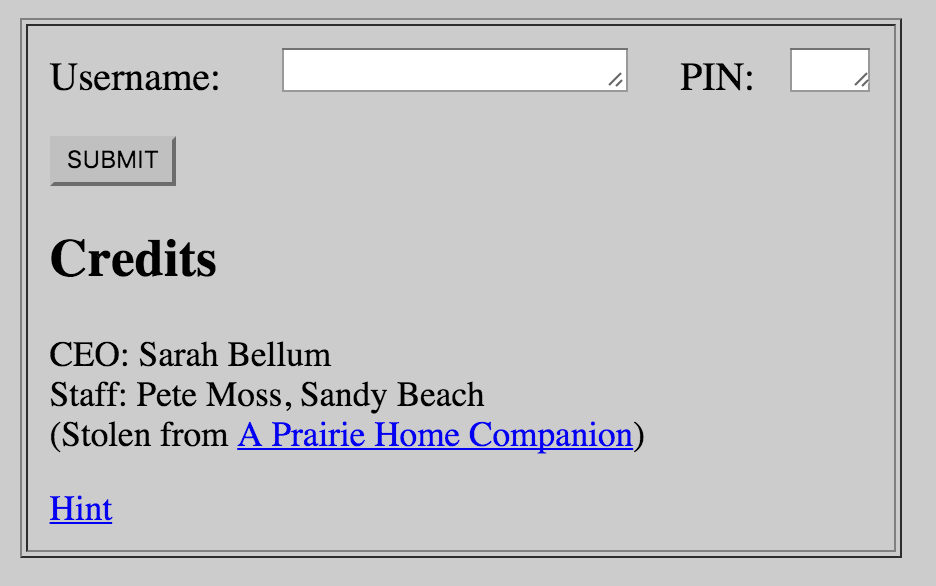 Username: PIN:
SUBMIT
Credits
CEO: Sarah Bellum
Staff: Pete Moss, Sandy Beach
(Stolen from A Prairie Home Companion)
Hint